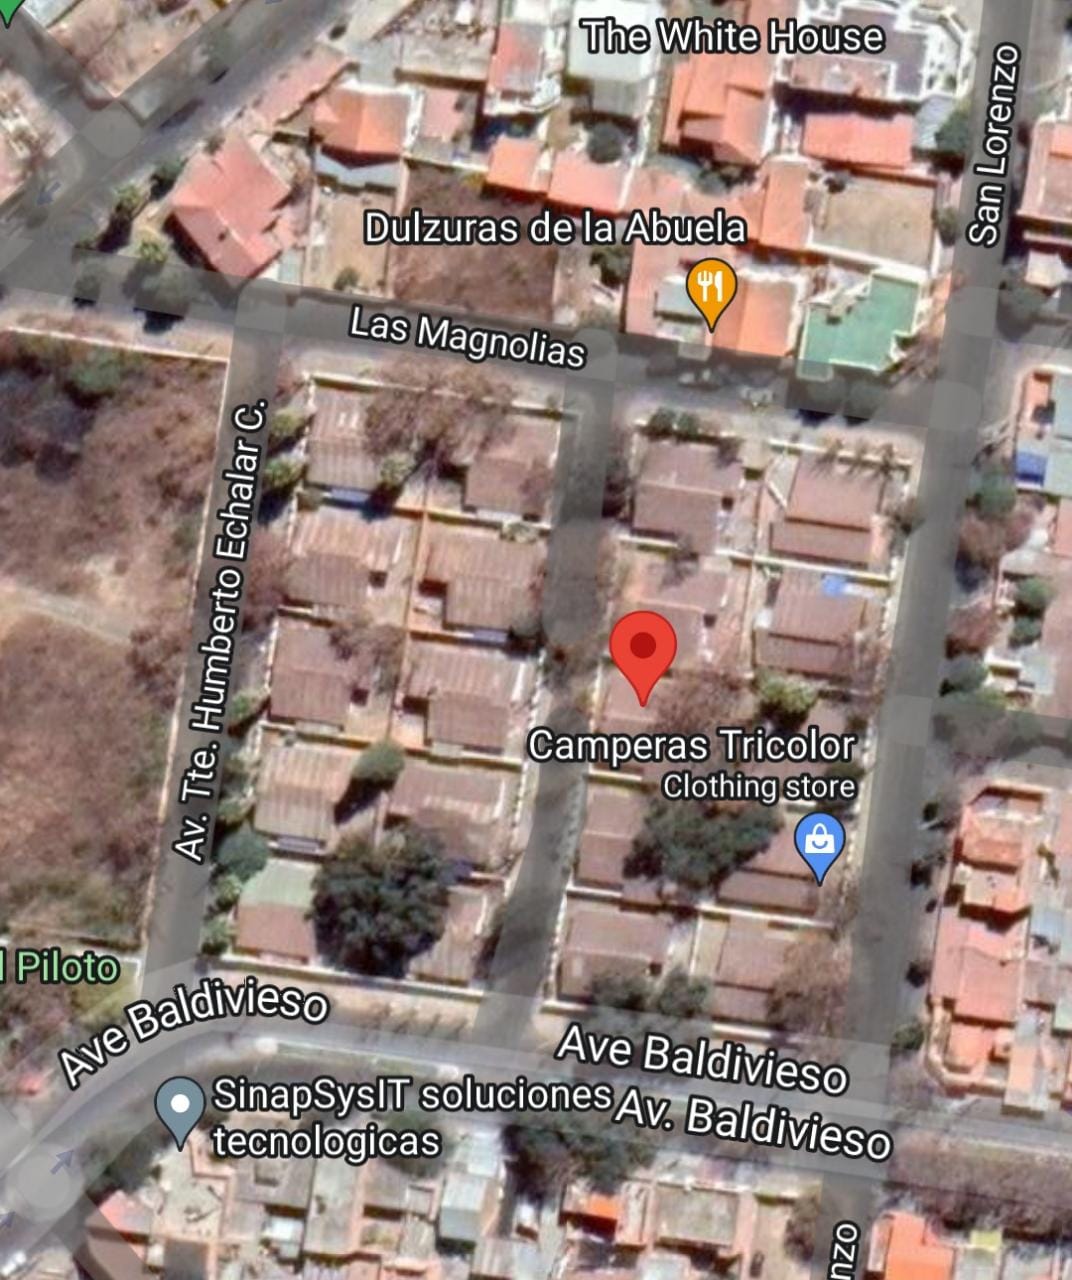 The White House
San Lorenzo
Dulzuras de la Abuela
Las Magnolias
Av. Tte. Humberto Echalar C.
Camperas Tricolor
Clothing store
l Piloto
Ave Baldivieso
Ave Baldivieso
SinapSysIT soluciones
tecnologicas
Av. Baldivieso
nzo